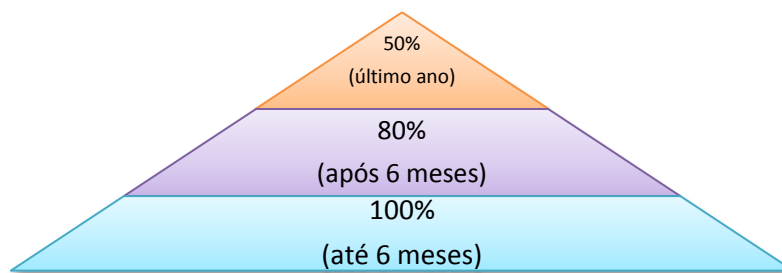 50%
(último ano)
80%
(após 6 meses)
100%
(até 6 meses)